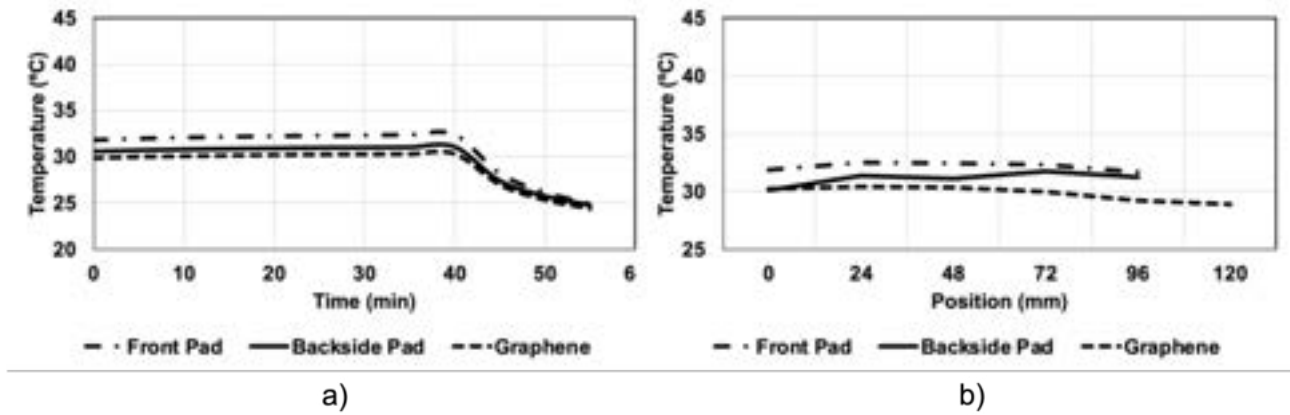 45
40
35
30
25
20
Temperature (°C)
0 10 20 30 40 50 6
Time (min)
Front Pad Backside Pad Graphene
a)
45
40
35
30
25
Temperature (°C)
0 24 48 72 96 120
Position (mm)
Front Pad Backside Pad Graphene
b)